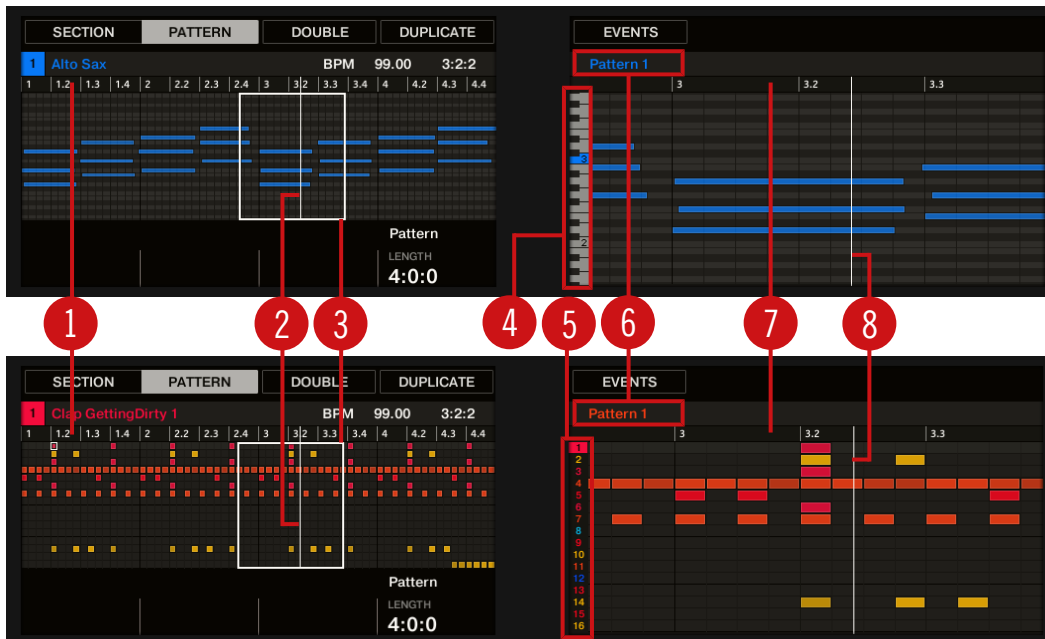 SECTION PATTERN DOUBLE DUPLICATE EVENTS
1 Alto Sax BPM 99.00 3:2:2 Pattern 1
1 1.2 1.3 1.4 2 2.2 2.3 2.4 3 3.2 3.3 3.4 4 4.2 4.3 4.4 3 3.2 3.3
3
2
Pattern
LENGTH
4:0:0
1 2 3 4 5 6 7 8
SECTION PATTERN DOUBLE DUPLICATE EVENTS
1 Clap GettingDirty 1 BPM 99.00 3:2:2 Pattern 1
1 1.2 1.3 1.4 2 2.2 2.3 2.4 3 3.2 3.3 3.4 4 4.2 4.3 4.4 3 3.2 3.3
1
2
3
4
5
6
7
8
9
10
11
12
13
14
15
16
Pattern
LENGTH
4:0:0